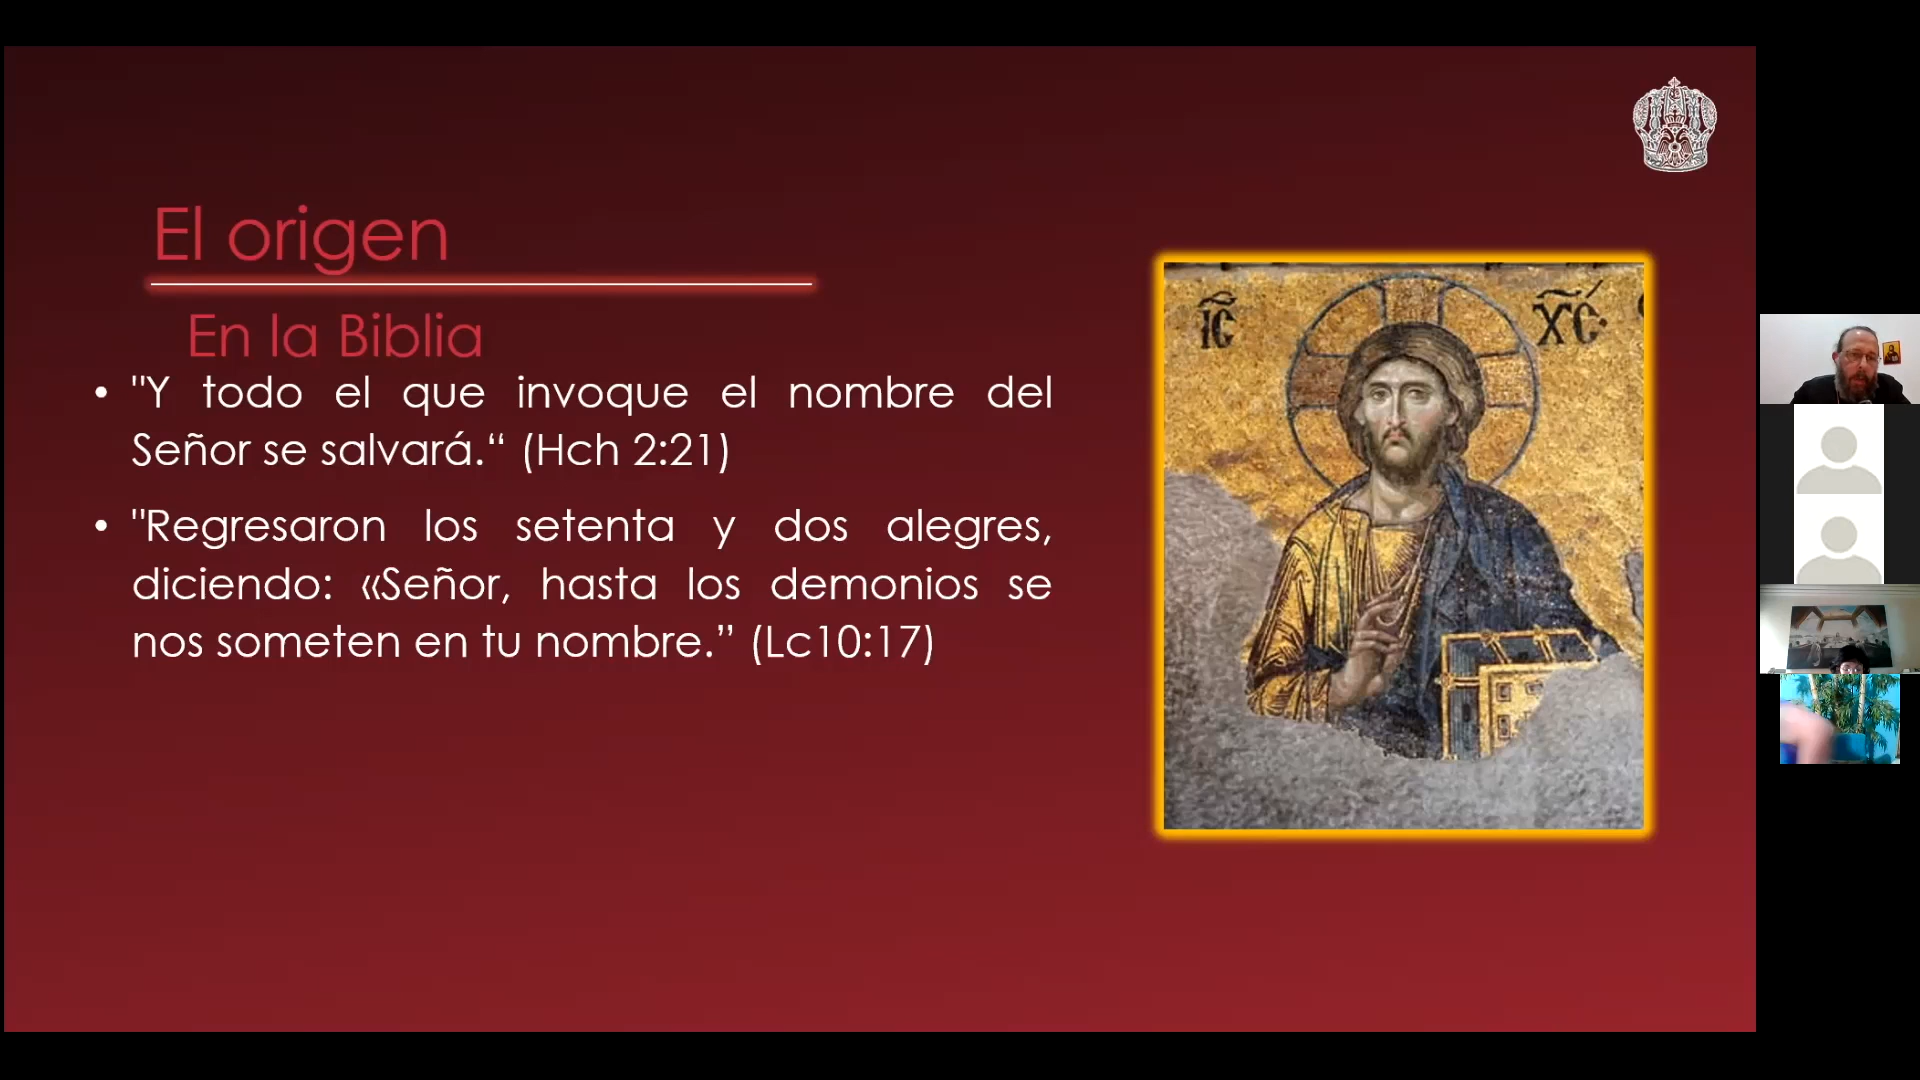 El origen
En la Biblia
• "Y todo el que invoque el nombre del
Señor se salvará.“ (Hch 2:21)
• "Regresaron los setenta y dos alegres,
diciendo: «Señor, hasta los demonios se
nos someten en tu nombre.” (Lc10:17)
IC XC